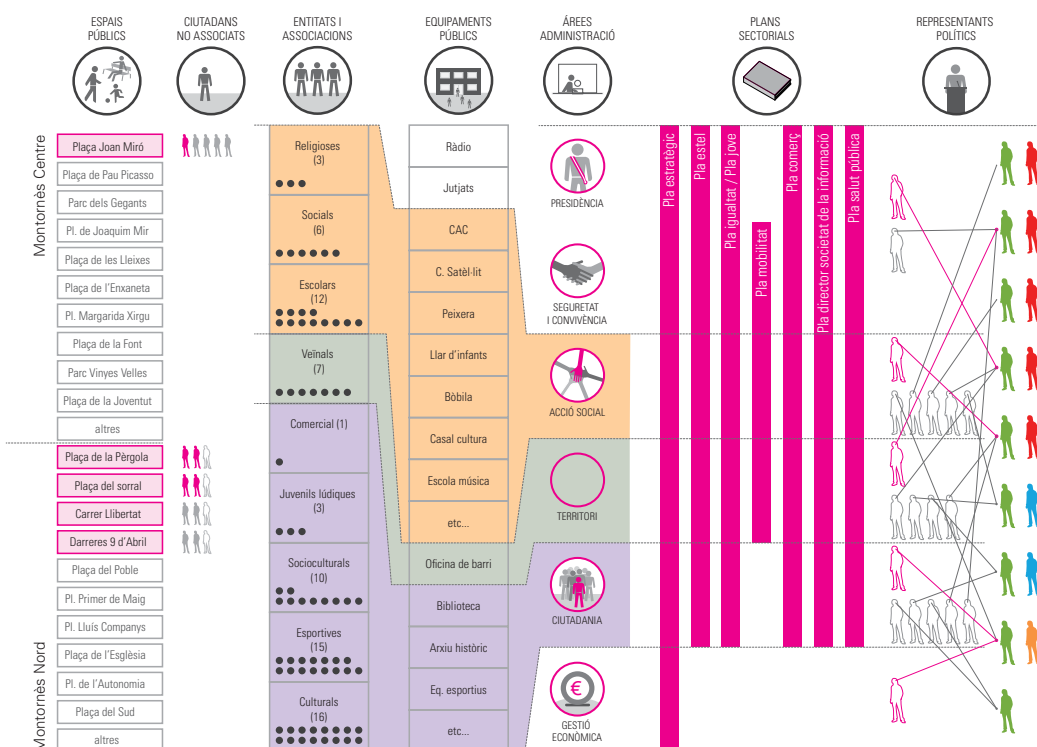 ESPAIS
PÚBLICS
CIUTADANS
NO ASSOCIATS
ENTITATS I
ASSOCIACIONS
EQUIPAMENTS
PÚBLICS
ÁREES
ADMINISTRACIÓ
PLANS
SECTORIALS
REPRESENTANTS
POLÍTICS
Montornès Centre
Plaça Joan Miró
Plaça de Pau Picasso
Parc dels Gegants
Pl. de Joaquim Mir
Plaça de les Lleixes
Plaça de l'Enxaneta
Pl. Margarida Xirgu
Plaça de la Font
Parc Vinyes Velles
Plaça de la Joventut
altres
Montornès Nord
Plaça de la Pèrgola
Plaça del sorral
Carrer Llibertat
Darreres 9 d'Abril
Plaça del Poble
Pl. Primer de Maig
Pl. Lluís Companys
Plaça de l'Esglèsia
Pl. de l'Autonomia
Plaça del Sud
altres
Religioses
(3)
Socials
(6)
Escolars
(12)
Veïnals
(7)
Comercial (1)
Juvenils lúdiques
(3)
Socioculturals
(10)
Esportives
(15)
Culturals
(16)
Ràdio
Jutjats
CAC
C. Satèl·lit
Peixera
Llar d'infants
Bòbila
Casal cultura
Escola música
etc...
Oficina de barri
Biblioteca
Arxiu històric
Eq. esportius
etc...
PRESIDÈNCIA
SEGURETAT
I CONVIVÈNCIA
ACCIÓ SOCIAL
TERRITORI
CIUTADANIA
€
GESTIÓ
ECONÒMICA
Pla estratègic
Pla estel
Pla igualtat / Pla jove
Pla mobilitat
Pla comerç
Pla director societat de la informació
Pla salut pública